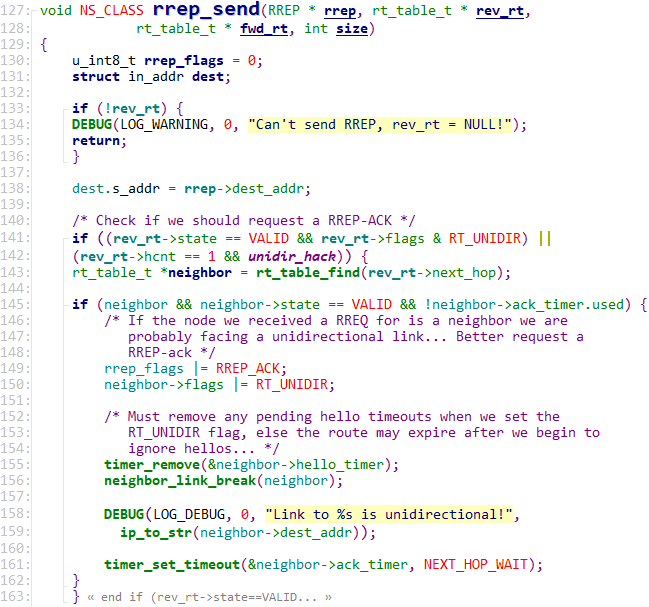 127: void NS_CLASS rrep_send(RREP * rrep, rt_table_t * rev_rt,
128: rt_table_t * fwd_rt, int size)
129: {
130: u_int8_t rrep_flags = 0;
131: struct in_addr dest;
132:
133: if (!rev_rt) {
134: DEBUG(LOG_WARNING, 0, "Can't send RREP, rev_rt = NULL!");
135: return;
136: }
137:
138: dest.s_addr = rrep->dest_addr;
139:
140: /* Check if we should request a RREP-ACK */
141: if ((rev_rt->state == VALID && rev_rt->flags & RT_UNIDIR) ||
142: (rev_rt->hcnt == 1 && unidir_hack)) {
143: rt_table_t *neighbor = rt_table_find(rev_rt->next_hop);
144:
145: if (neighbor && neighbor->state == VALID && !neighbor->ack_timer.used) {
146: /* If the node we received a RREQ for is a neighbor we are
147: probably facing a unidirectional link... Better request a
148: RREP-ack */
149: rrep_flags |= RREP_ACK;
150: neighbor->flags |= RT_UNIDIR;
151:
152: /* Must remove any pending hello timeouts when we set the
153: RT_UNIDIR flag, else the route may expire after we begin to
154: ignore hellos... */
155: timer_remove(&neighbor->hello_timer);
156: neighbor_link_break(neighbor);
157:
158: DEBUG(LOG_DEBUG, 0, "Link to %s is unidirectional!",
159: ip_to_str(neighbor->dest_addr));
160:
161: timer_set_timeout(&neighbor->ack_timer, NEXT_HOP_WAIT);
162: }
163: } « end if (rev_rt->state==VALID... »